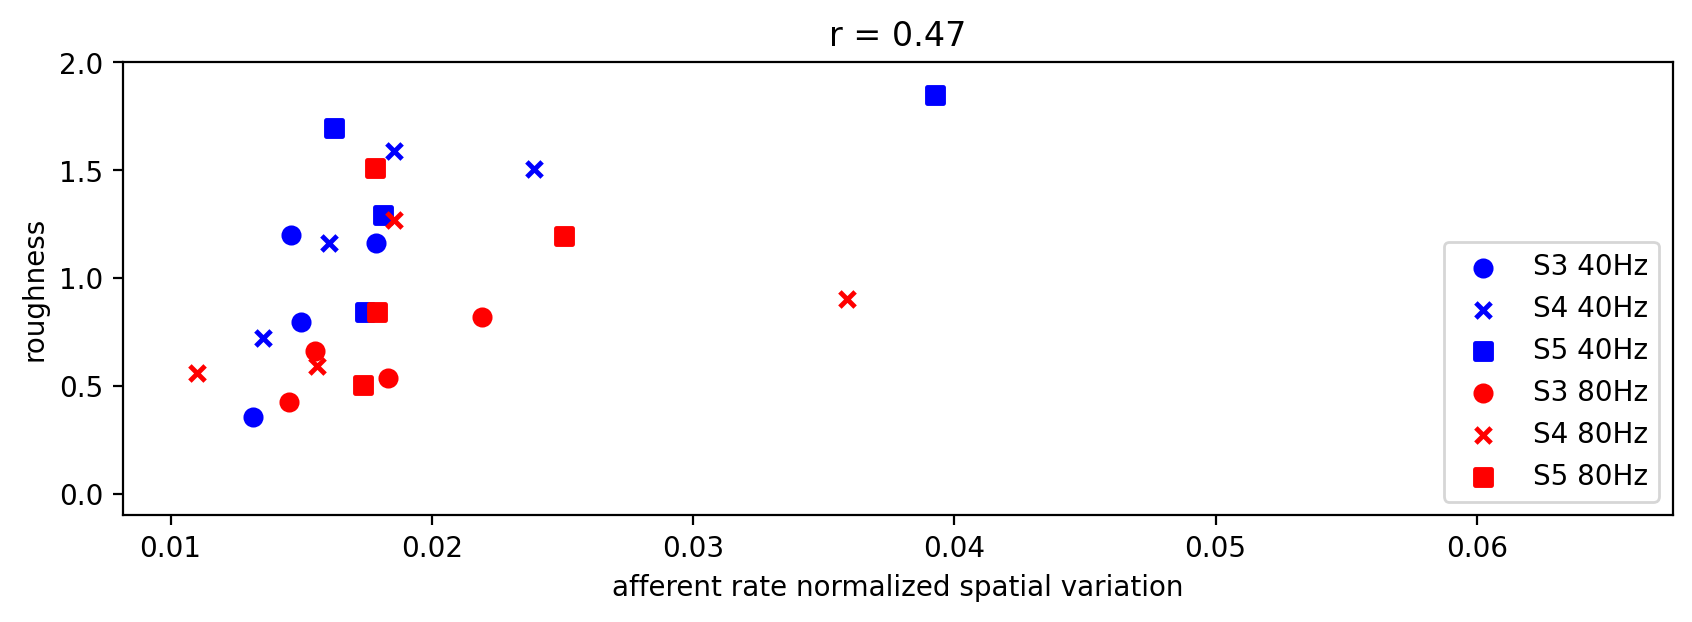 r = 0.47
2.0
1.5
1.0
0.5
0.0
roughness
0.01 0.02 0.03 0.04 0.05 0.06
afferent rate normalized spatial variation
S3 40Hz
S4 40Hz
S5 40Hz
S3 80Hz
S4 80Hz
S5 80Hz